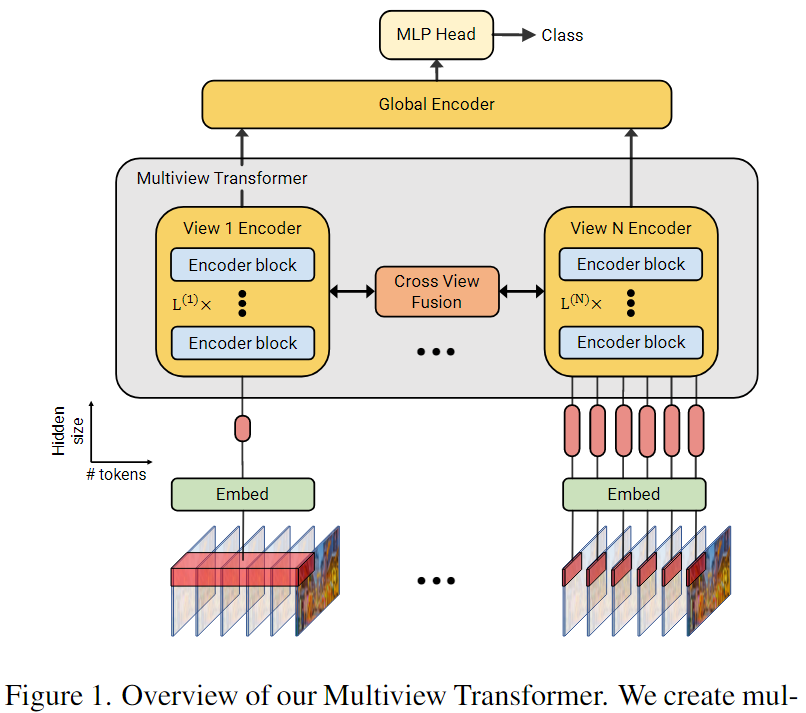 MLP Head
Class
Global Encoder
Multiview Transformer
View 1 Encoder
View N Encoder
Encoder block
Encoder block
L⁽¹⁾×
Cross View
Fusion
L⁽ᴺ⁾×
Encoder block
Encoder block
Hidden
size
# tokens
Embed
Embed
Figure 1. Overview of our Multiview Transformer. We create mul-